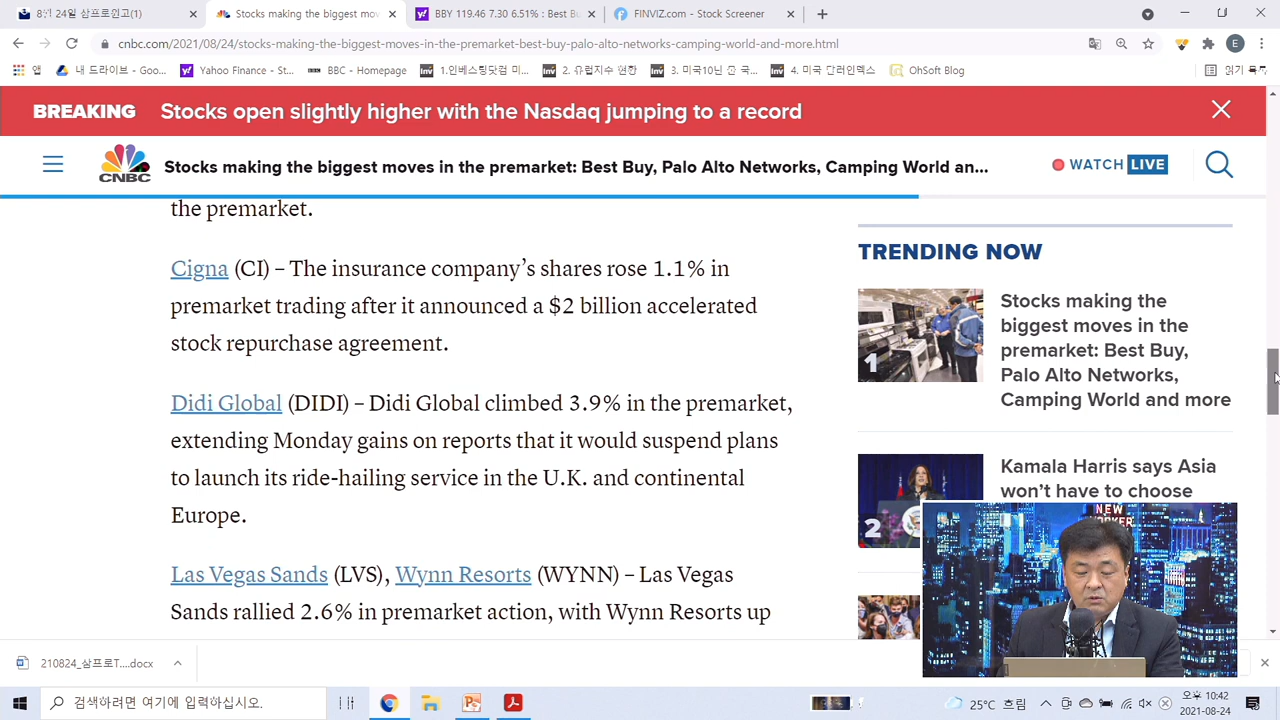 8월 24일 삼프로원고(1)
Stocks making the biggest mov
BBY 119.46 7.30 6.51% : Best Bu
FINVIZ.com - Stock Screener
cnbc.com/2021/08/24/stocks-making-the-biggest-moves-in-the-premarket-best-buy-palo-alto-networks-camping-world-and-more.html
E
앱
내 드라이브 - Goo...
Yahoo Finance - St...
BBC - Homepage
1.인베스팅닷컴 미...
2. 유럽지수 현황
3. 미국10년 준 국...
4. 미국 달러인덱스
OhSoft Blog
읽기 목록
BREAKING Stocks open slightly higher with the Nasdaq jumping to a record
CNBC
Stocks making the biggest moves in the premarket: Best Buy, Palo Alto Networks, Camping World an...
WATCH LIVE
the premarket.
Cigna (CI) – The insurance company’s shares rose 1.1% in
premarket trading after it announced a $2 billion accelerated
stock repurchase agreement.
Didi Global (DIDI) – Didi Global climbed 3.9% in the premarket,
extending Monday gains on reports that it would suspend plans
to launch its ride-hailing service in the U.K. and continental
Europe.
Las Vegas Sands (LVS), Wynn Resorts (WYNN) – Las Vegas
Sands rallied 2.6% in premarket action, with Wynn Resorts up
TRENDING NOW
1
Stocks making the
biggest moves in the
premarket: Best Buy,
Palo Alto Networks,
Camping World and more
2
Kamala Harris says Asia
won’t have to choose
NEW
YORKER
210824_삼프로T....docx
검색하려면 여기에 입력하십시오.
25°C 흐림
오후 10:42
2021-08-24